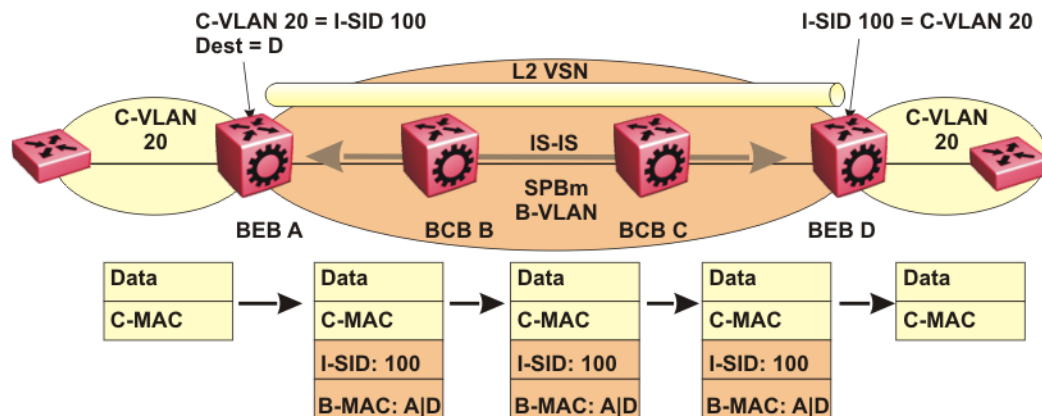 C-VLAN 20 = I-SID 100
Dest = D
I-SID 100 = C-VLAN 20
L2 VSN
C-VLAN
20
IS-IS
C-VLAN
20
SPBm
B-VLAN
BEB A
BCB B
BCB C
BEB D
Data
C-MAC
Data
C-MAC
I-SID: 100
B-MAC: A|D
Data
C-MAC
I-SID: 100
B-MAC: A|D
Data
C-MAC
I-SID: 100
B-MAC: A|D
Data
C-MAC